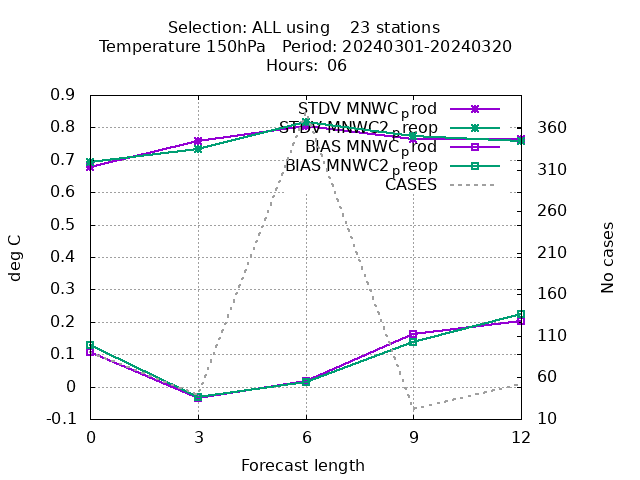 Selection: ALL using    23 stations
Temperature 150hPa   Period: 20240301-20240320
Hours: 06
0.9
0.8
0.7
0.6
0.5
0.4
0.3
0.2
0.1
0
-0.1
deg C
STDV MNWC_prod
STDV MNWC2_preop
BIAS MNWC_prod
BIAS MNWC2_preop
CASES
360
310
260
210
160
110
60
10
No cases
0 3 6 9 12
Forecast length